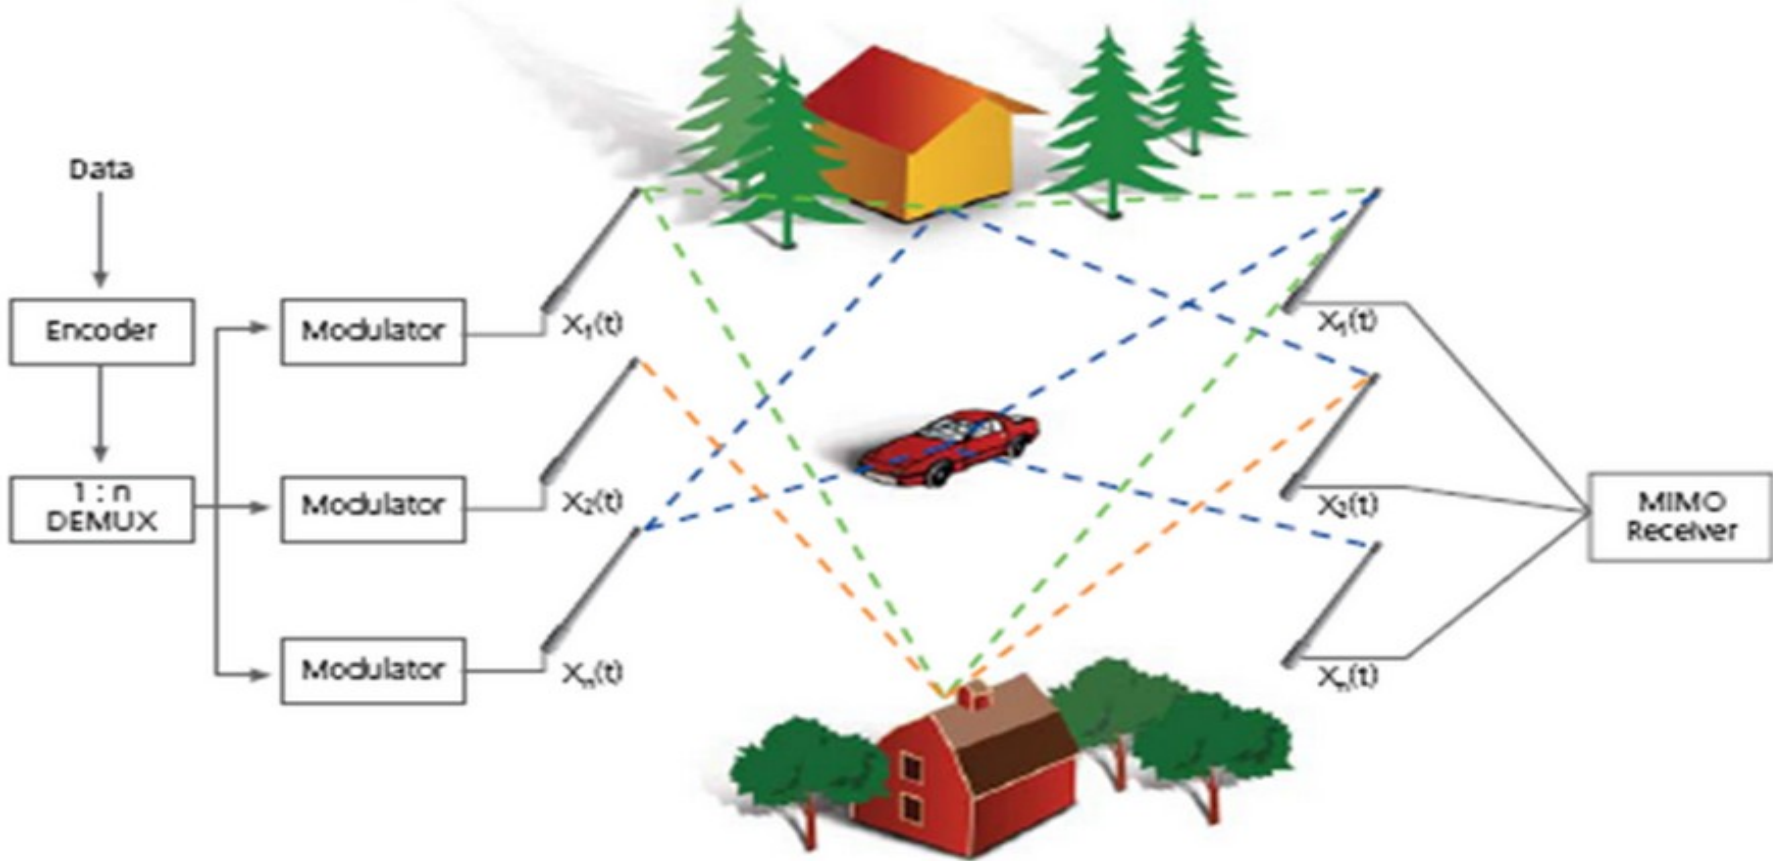 Data
Encoder
1 : n
DEMUX
Modulator
X₁(t)
Modulator
X₂(t)
Modulator
Xₙ(t)
X₁(t)
X₂(t)
Xₙ(t)
MIMO
Receiver